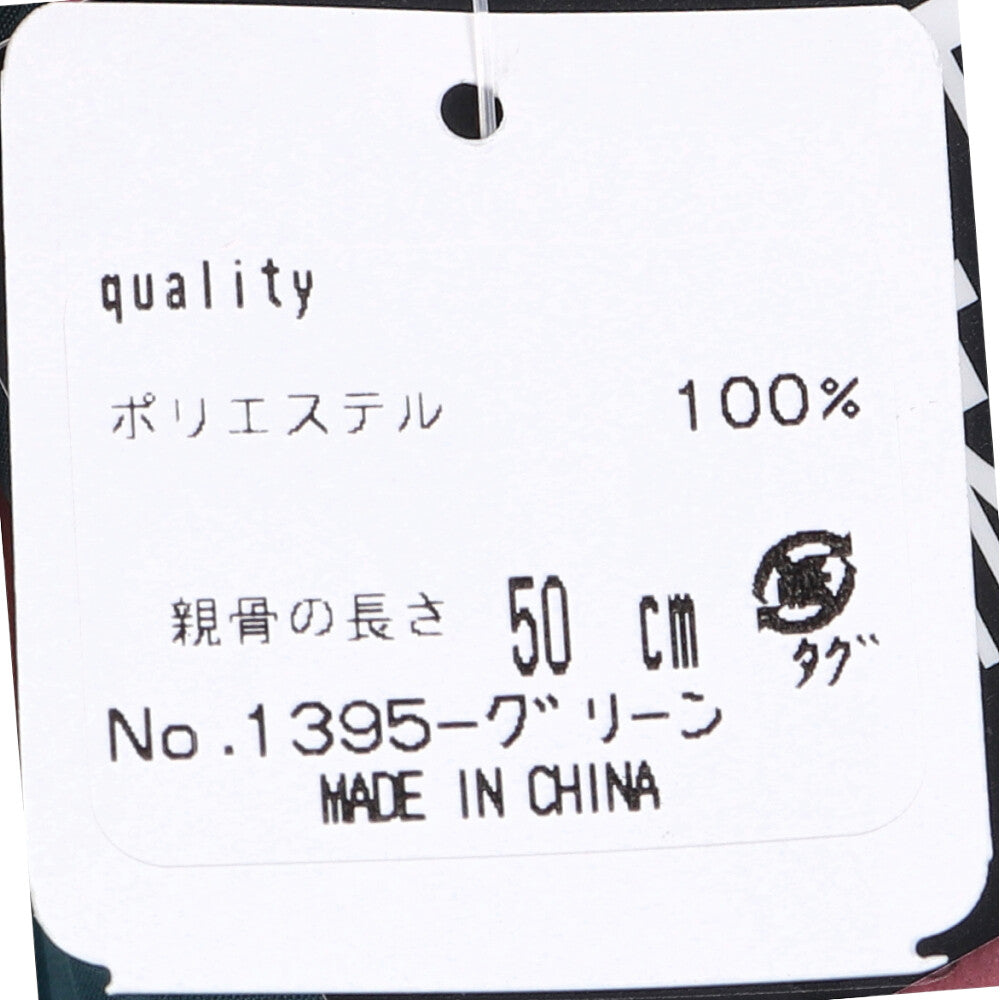 quality
ポリエステル 100%
親骨の長さ 50 cm
タグ
No.1395-グリーン
MADE IN CHINA